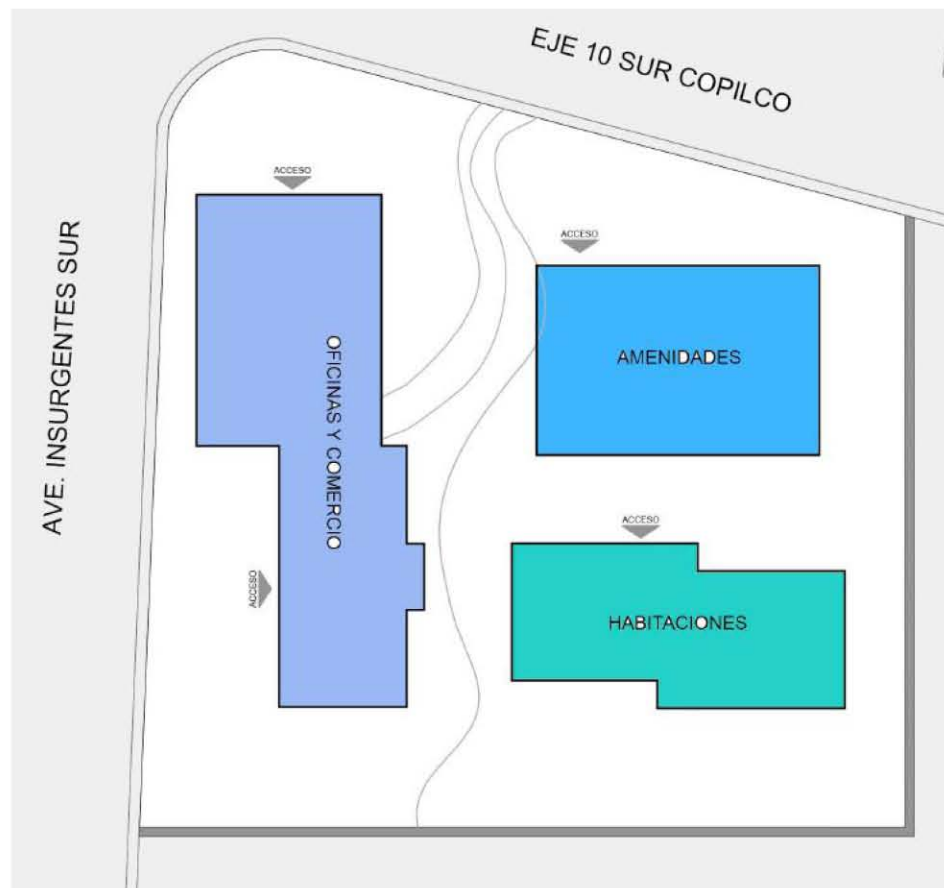 EJE 10 SUR COPILCO
AVE. INSURGENTES SUR
ACCESO
ACCESO
OFICINAS Y COMERCIO
AMENIDADES
ACCESO
ACCESO
HABITACIONES